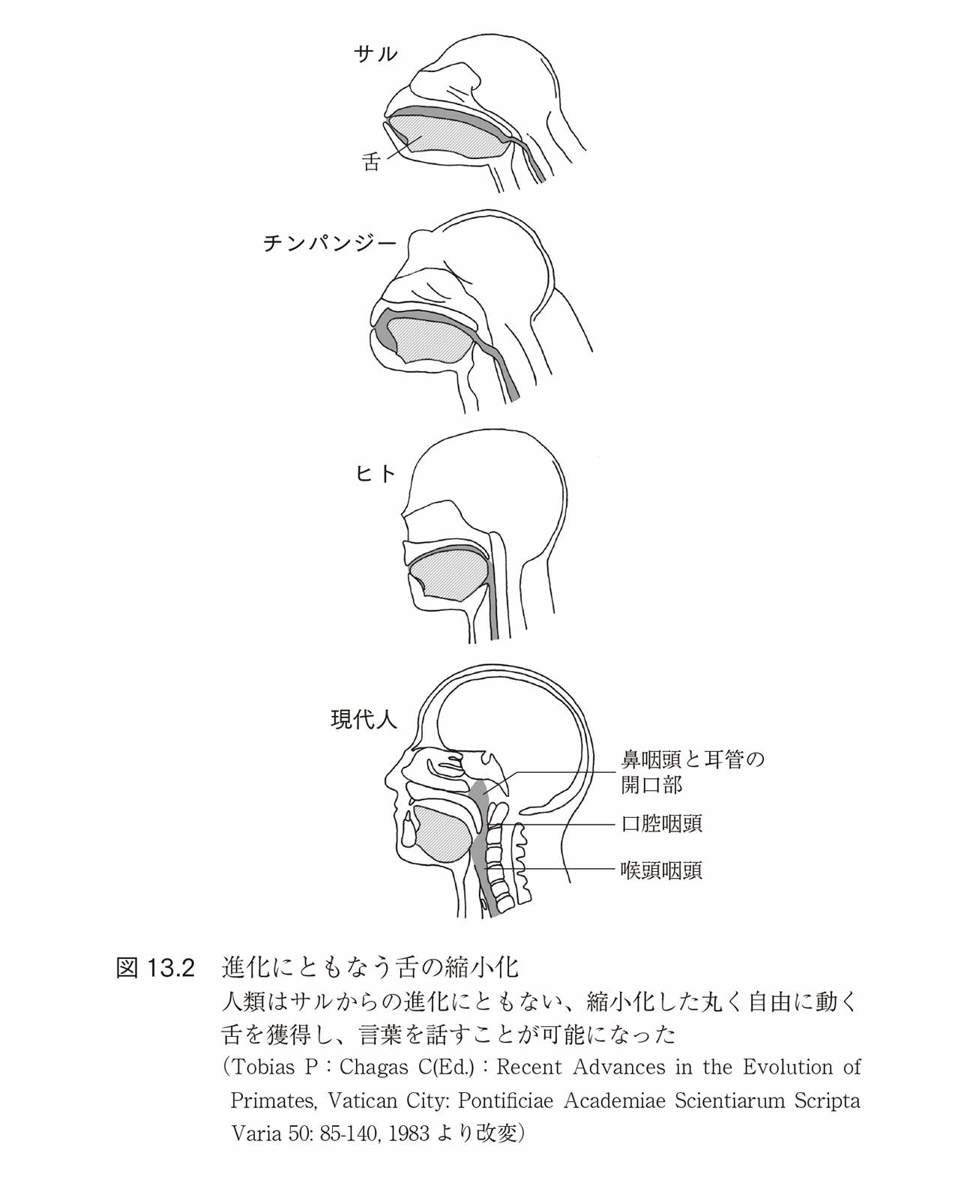 サル
舌
チンパンジー
ヒト
現代人
鼻咽頭と耳管の
開口部
口腔咽頭
喉頭咽頭
図 13.2 進化にともなう舌の縮小化
人類はサルからの進化にともない、縮小化した丸く自由に動く
舌を獲得し、言葉を話すことが可能になった
(Tobias P：Chagas C(Ed.)：Recent Advances in the Evolution of
Primates, Vatican City: Pontificiae Academiae Scientiarum Scripta
Varia 50: 85-140, 1983 より改変)